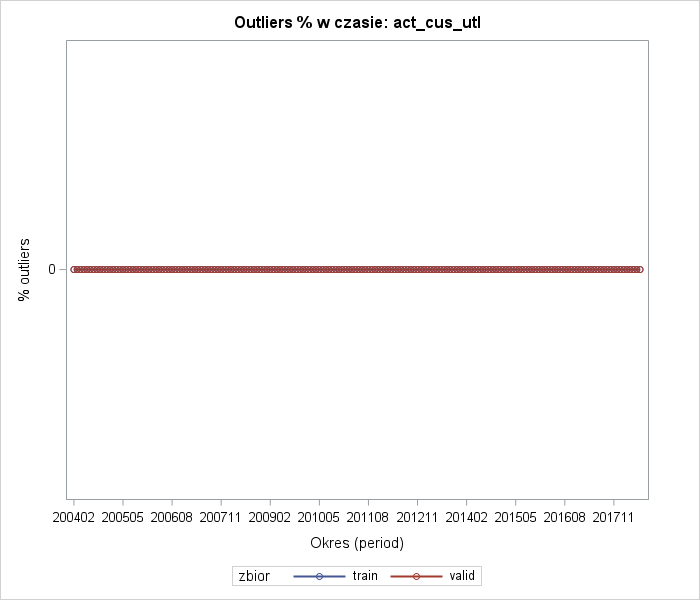 Outliers % w czasie: act_cus_utl
% outliers
0
200402 200505 200608 200711 200902 201005 201108 201211 201402 201505 201608 201711
Okres (period)
zbior train valid